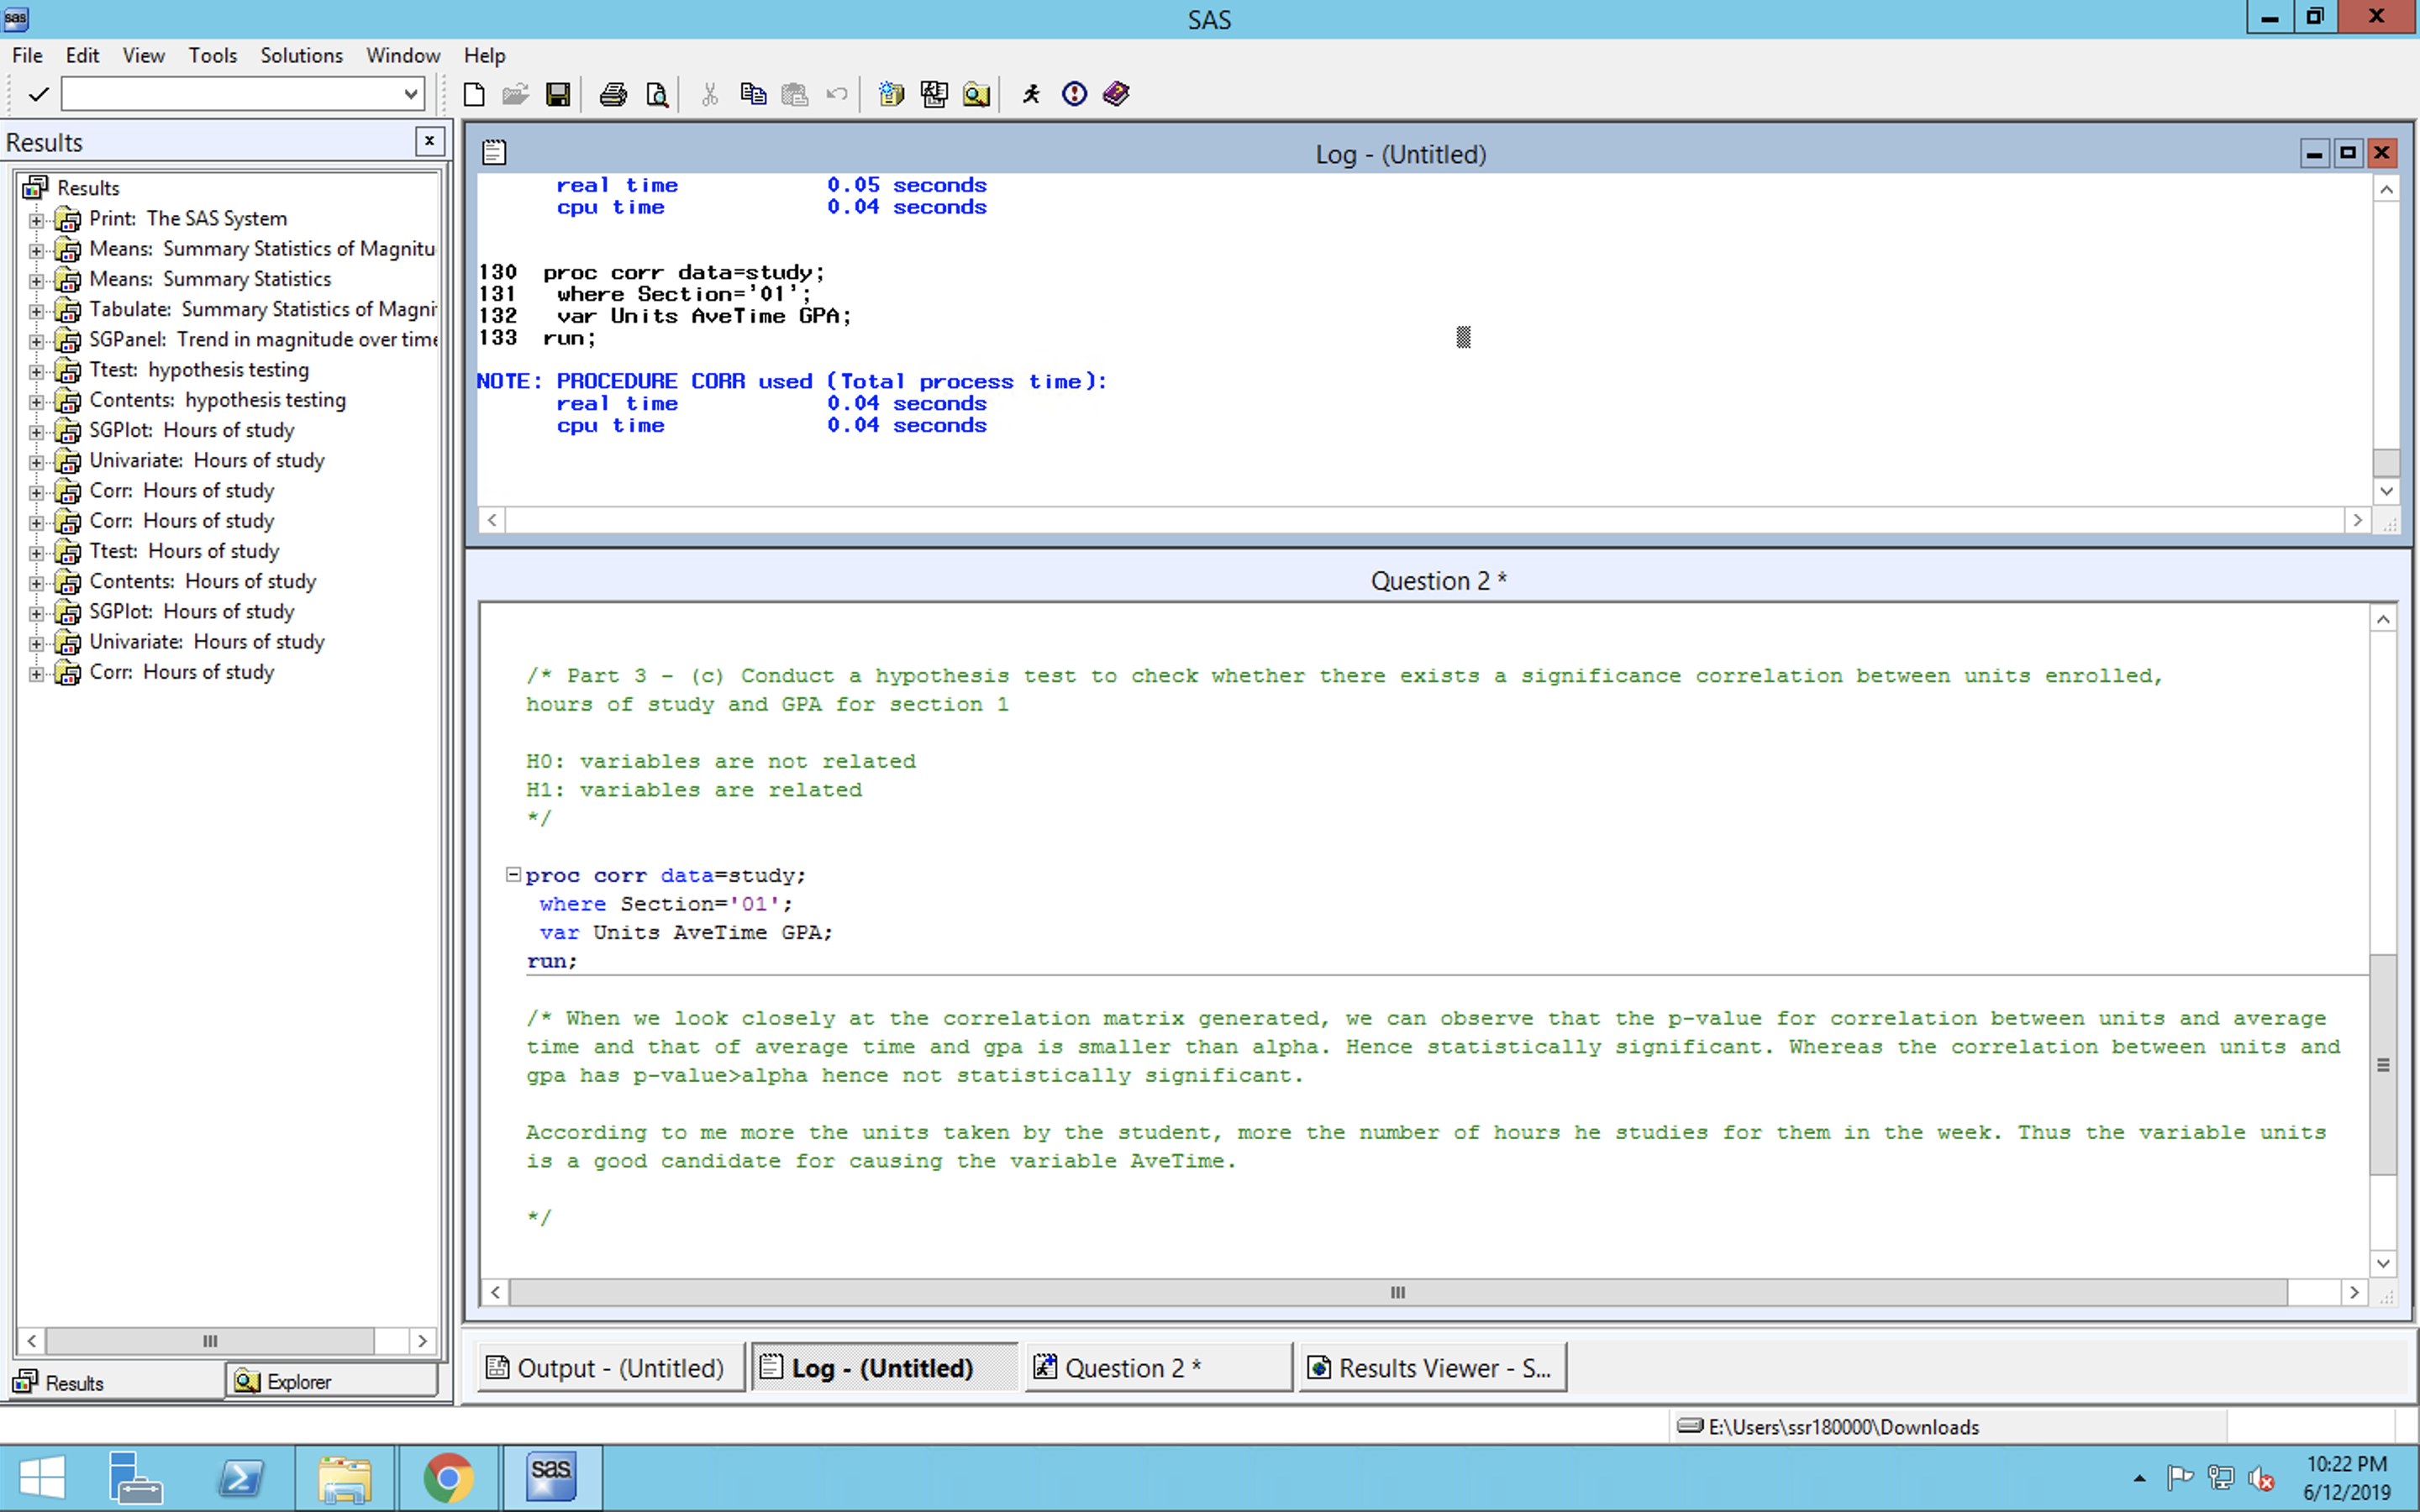 sas
SAS
File Edit View Tools Solutions Window Help
Results
Results
Print: The SAS System
Means: Summary Statistics of Magnitu
Means: Summary Statistics
Tabulate: Summary Statistics of Magni
SGPanel: Trend in magnitude over time
Ttest: hypothesis testing
Contents: hypothesis testing
SGPlot: Hours of study
Univariate: Hours of study
Corr: Hours of study
Corr: Hours of study
Ttest: Hours of study
Contents: Hours of study
SGPlot: Hours of study
Univariate: Hours of study
Corr: Hours of study
Results
Explorer
Log - (Untitled)
real time 0.05 seconds
cpu time 0.04 seconds
130 proc corr data=study;
131 where Section='01';
132 var Units AveTime GPA;
133 run;
NOTE: PROCEDURE CORR used (Total process time):
real time 0.04 seconds
cpu time 0.04 seconds
Question 2 *
/* Part 3 - (c) Conduct a hypothesis test to check whether there exists a significance correlation between units enrolled,
hours of study and GPA for section 1
H0: variables are not related
H1: variables are related
*/
proc corr data=study;
where Section='01';
var Units AveTime GPA;
run;
/* When we look closely at the correlation matrix generated, we can observe that the p-value for correlation between units and average
time and that of average time and gpa is smaller than alpha. Hence statistically significant. Whereas the correlation between units and
gpa has p-value>alpha hence not statistically significant.
According to me more the units taken by the student, more the number of hours he studies for them in the week. Thus the variable units
is a good candidate for causing the variable AveTime.
*/
Output - (Untitled)
Log - (Untitled)
Question 2 *
Results Viewer - S...
E:\Users\ssr180000\Downloads
sas
10:22 PM
6/12/2019